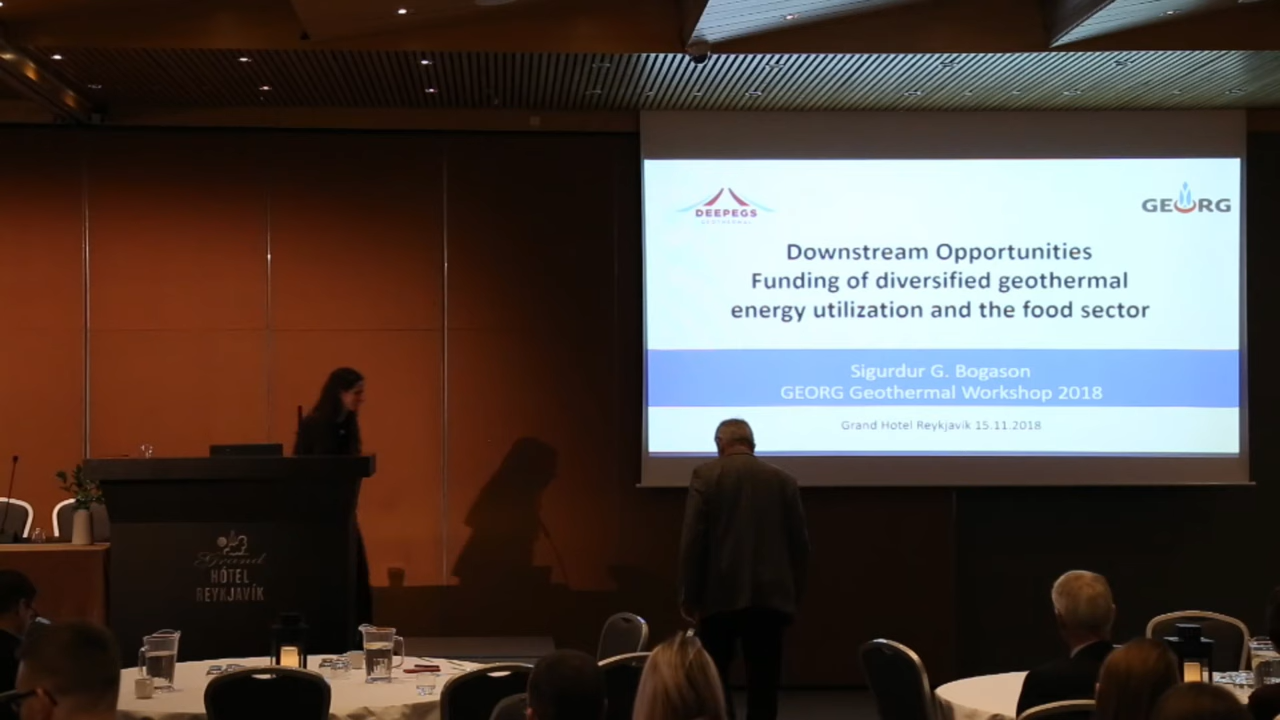 DEEPEGS
GEOTHERMAL
GEORG
Downstream Opportunities
Funding of diversified geothermal
energy utilization and the food sector
Sigurdur G. Bogason
GEORG Geothermal Workshop 2018
Grand Hotel Reykjavik 15.11.2018
Grand
HÓTEL
REYKJAVÍK